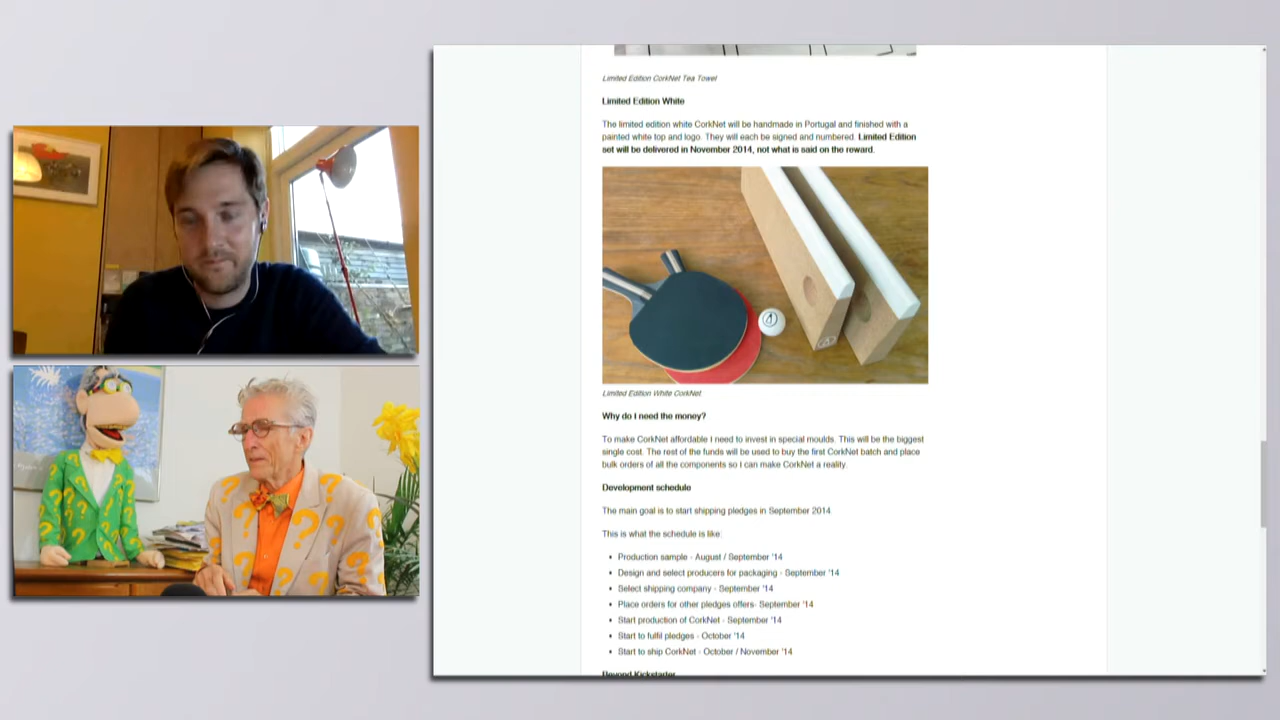 Limited Edition CorkNet Tea Towel
Limited Edition White
The limited edition white CorkNet will be handmade in Portugal and finished with a
painted white top and logo. They will each be signed and numbered. Limited Edition
set will be delivered in November 2014, not what is said on the reward.
Limited Edition White CorkNet
Why do I need the money?
To make CorkNet affordable I need to invest in special moulds. This will be the biggest
single cost. The rest of the funds will be used to buy the first CorkNet batch and place
bulk orders of all the components so I can make CorkNet a reality.
Development schedule
The main goal is to start shipping pledges in September 2014
This is what the schedule is like:
• Production sample - August / September '14
• Design and select producers for packaging - September '14
• Select shipping company - September '14
• Place orders for other pledges offers- September '14
• Start production of CorkNet - September '14
• Start to fulfil pledges - October '14
• Start to ship CorkNet - October / November '14
Beyond Kickstarter